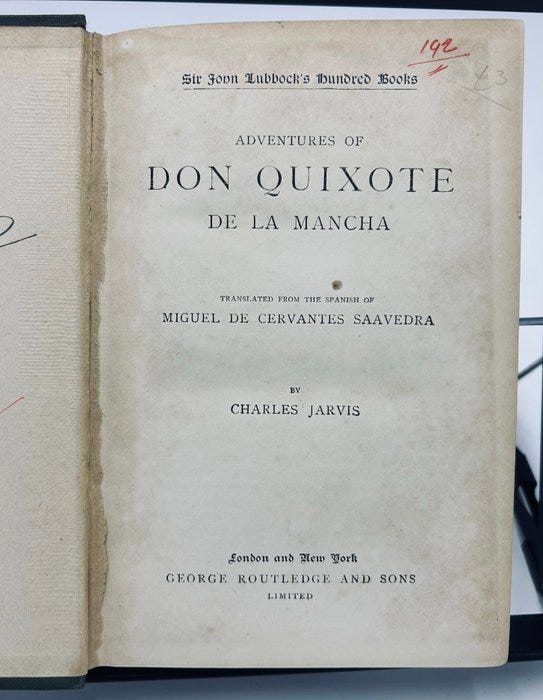 192
£3
Sir John Lubbock's Hundred Books
ADVENTURES OF
DON QUIXOTE
DE LA MANCHA
TRANSLATED FROM THE SPANISH OF
MIGUEL DE CERVANTES SAAVEDRA
BY
CHARLES JARVIS
London and New York
GEORGE ROUTLEDGE AND SONS
LIMITED